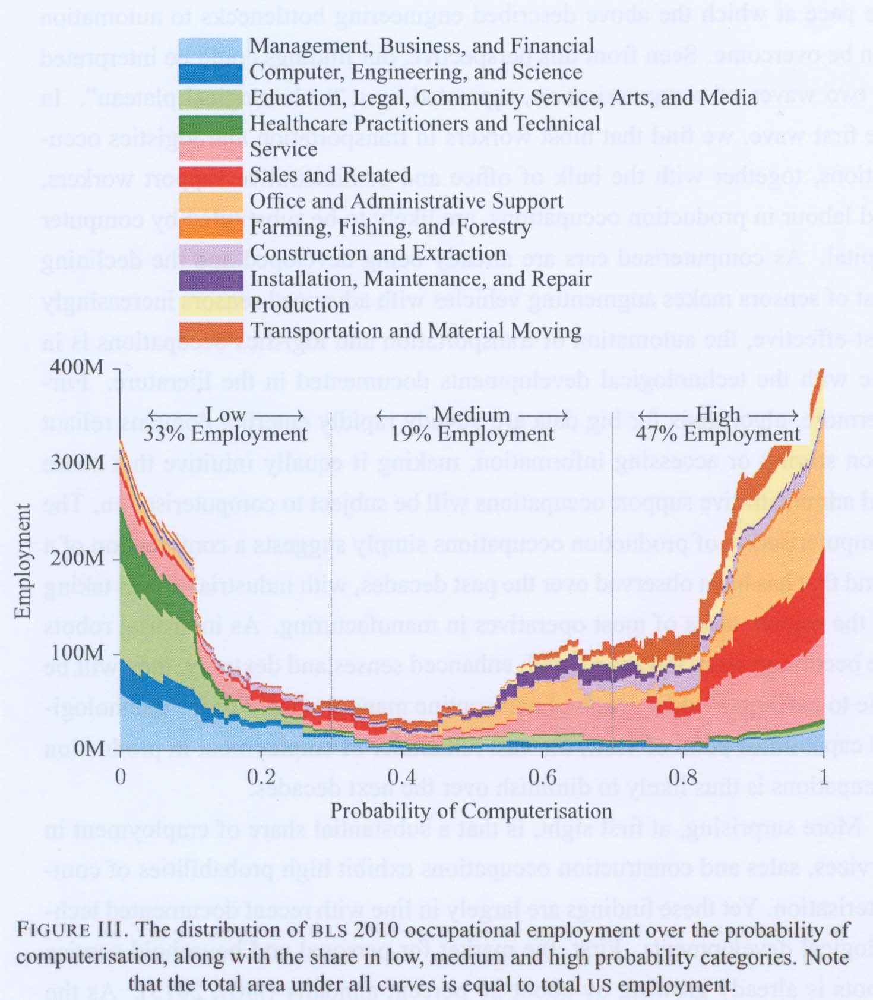 Management, Business, and Financial
Computer, Engineering, and Science
Education, Legal, Community Service, Arts, and Media
Healthcare Practitioners and Technical
Service
Sales and Related
Office and Administrative Support
Farming, Fishing, and Forestry
Construction and Extraction
Installation, Maintenance, and Repair
Production
Transportation and Material Moving
400M
Low
Medium
High
33% Employment
19% Employment
47% Employment
300M
200M
100M
0M
Employment
0 0.2 0.4 0.6 0.8 1
Probability of Computerisation
FIGURE III. The distribution of BLS 2010 occupational employment over the probability of
computerisation, along with the share in low, medium and high probability categories. Note
that the total area under all curves is equal to total US employment.